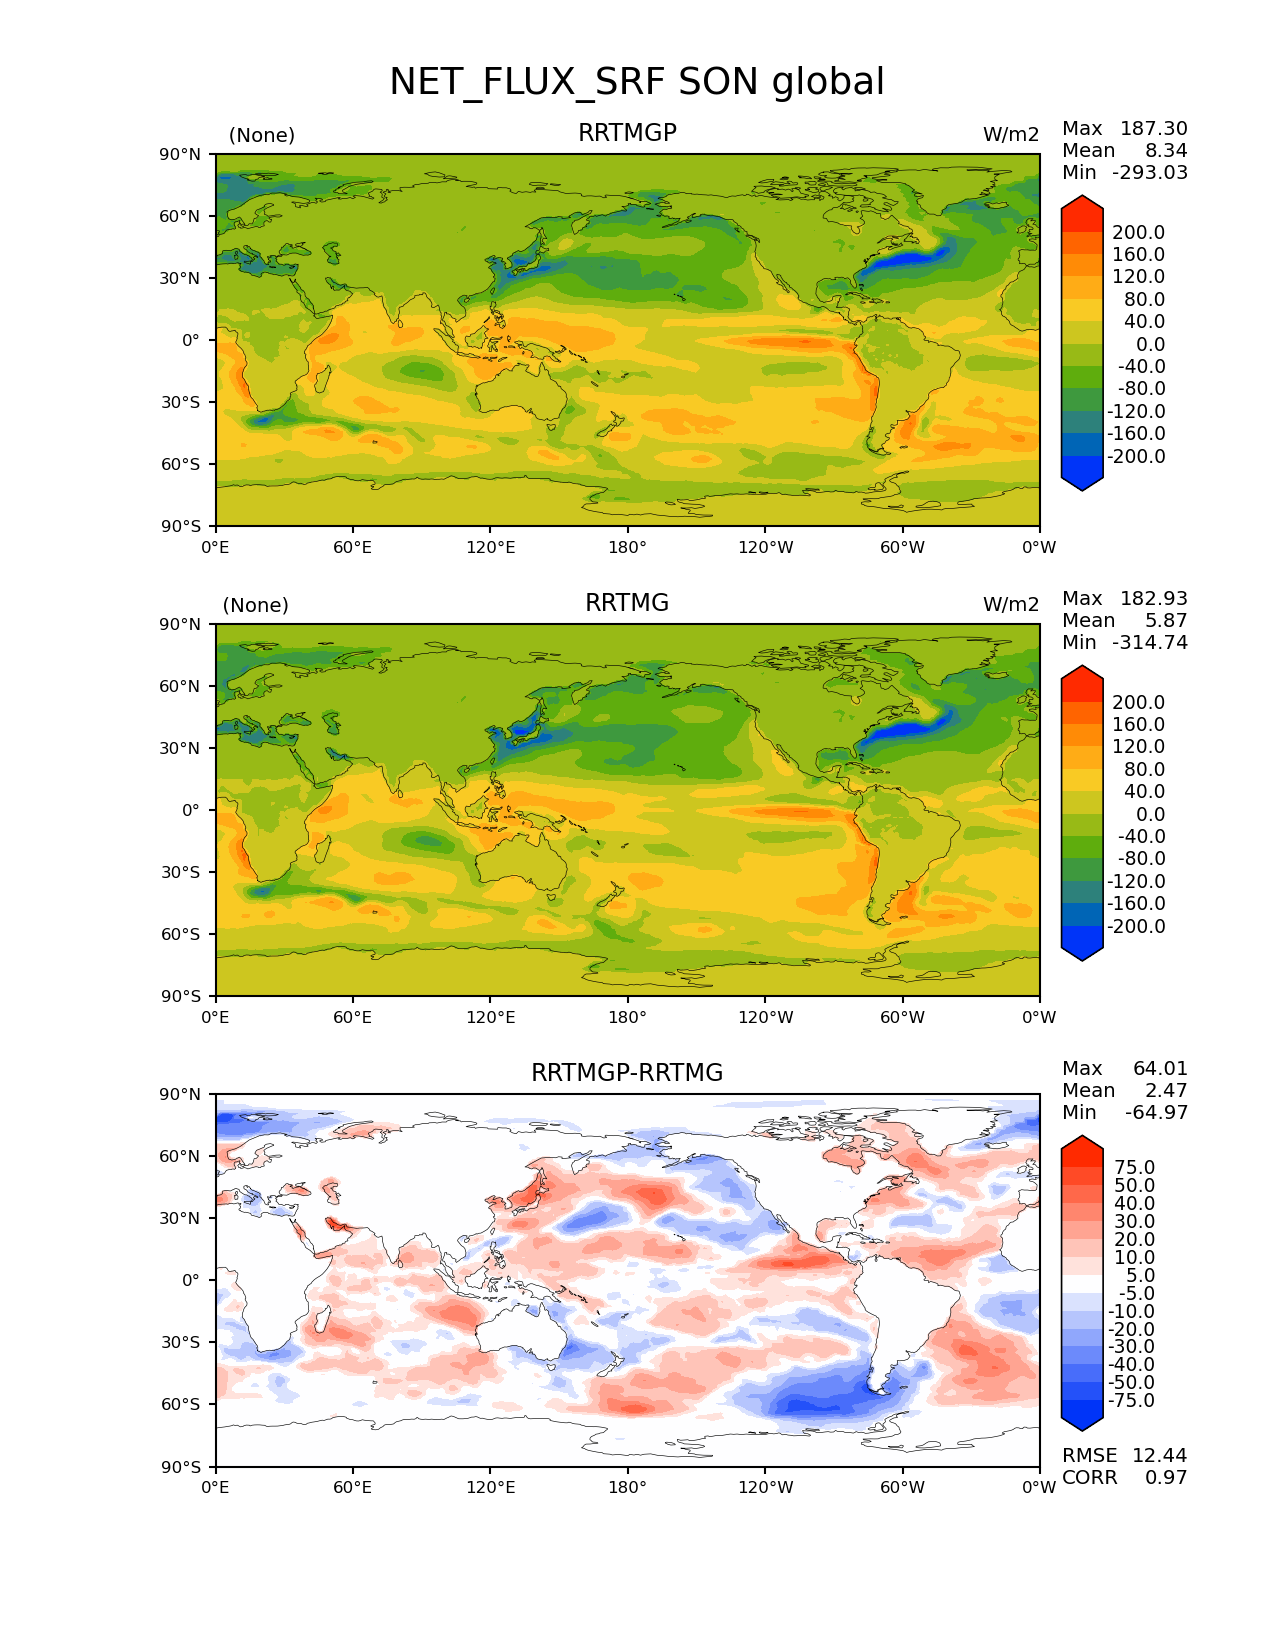 NET_FLUX_SRF SON global
(None) RRTMGP W/m2
Max 187.30
Mean 8.34
Min -293.03
90°N
60°N
30°N
0°
30°S
60°S
90°S
0°E 60°E 120°E 180° 120°W 60°W 0°W
200.0
160.0
120.0
80.0
40.0
0.0
-40.0
-80.0
-120.0
-160.0
-200.0
(None) RRTMG W/m2
Max 182.93
Mean 5.87
Min -314.74
90°N
60°N
30°N
0°
30°S
60°S
90°S
0°E 60°E 120°E 180° 120°W 60°W 0°W
200.0
160.0
120.0
80.0
40.0
0.0
-40.0
-80.0
-120.0
-160.0
-200.0
RRTMGP-RRTMG
Max 64.01
Mean 2.47
Min -64.97
90°N
60°N
30°N
0°
30°S
60°S
90°S
0°E 60°E 120°E 180° 120°W 60°W 0°W
75.0
50.0
40.0
30.0
20.0
10.0
5.0
-5.0
-10.0
-20.0
-30.0
-40.0
-50.0
-75.0
RMSE 12.44
CORR 0.97